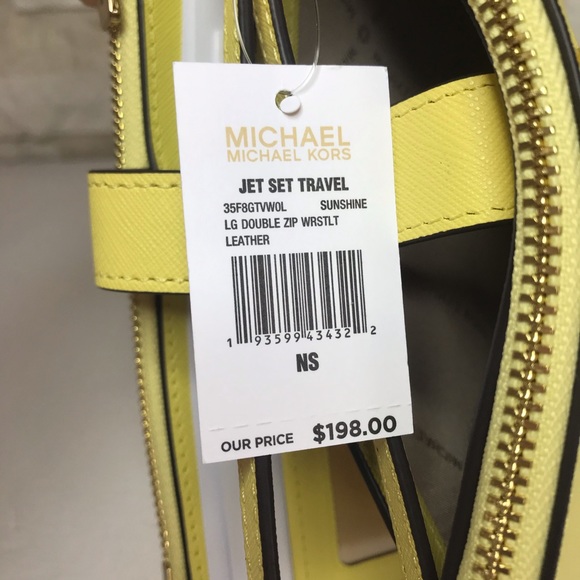 MICHAEL
MICHAEL KORS
JET SET TRAVEL
35F8GTVW0L SUNSHINE
LG DOUBLE ZIP WRSTLT
LEATHER
1 93599 43432 2
NS
OUR PRICE $198.00